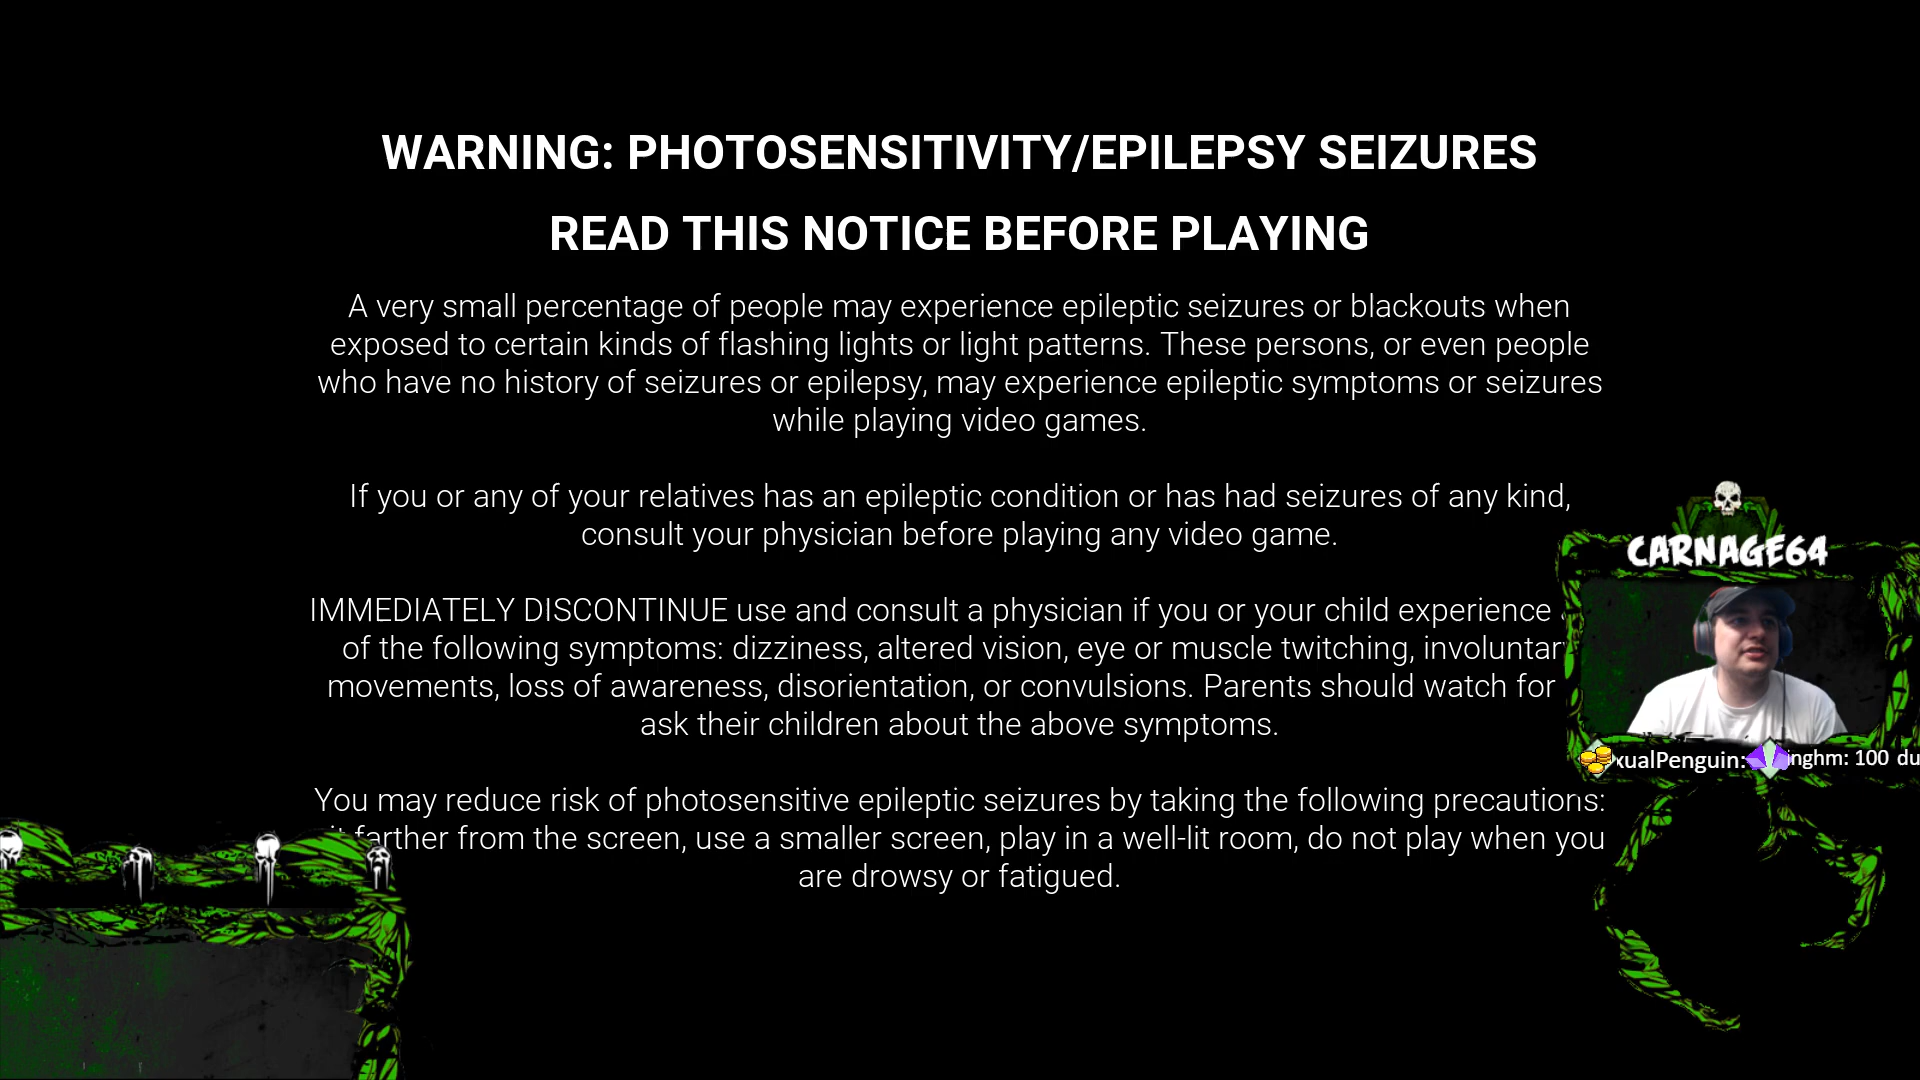 WARNING: PHOTOSENSITIVITY/EPILEPSY SEIZURES
READ THIS NOTICE BEFORE PLAYING
A very small percentage of people may experience epileptic seizures or blackouts when
exposed to certain kinds of flashing lights or light patterns. These persons, or even people
who have no history of seizures or epilepsy, may experience epileptic symptoms or seizures
while playing video games.
If you or any of your relatives has an epileptic condition or has had seizures of any kind,
consult your physician before playing any video game.
IMMEDIATELY DISCONTINUE use and consult a physician if you or your child experience
of the following symptoms: dizziness, altered vision, eye or muscle twitching, involuntar
movements, loss of awareness, disorientation, or convulsions. Parents should watch for
ask their children about the above symptoms.
You may reduce risk of photosensitive epileptic seizures by taking the following precautions:
farther from the screen, use a smaller screen, play in a well-lit room, do not play when you
are drowsy or fatigued.
CARNAGE64
xualPenguin: inghm: 100 du